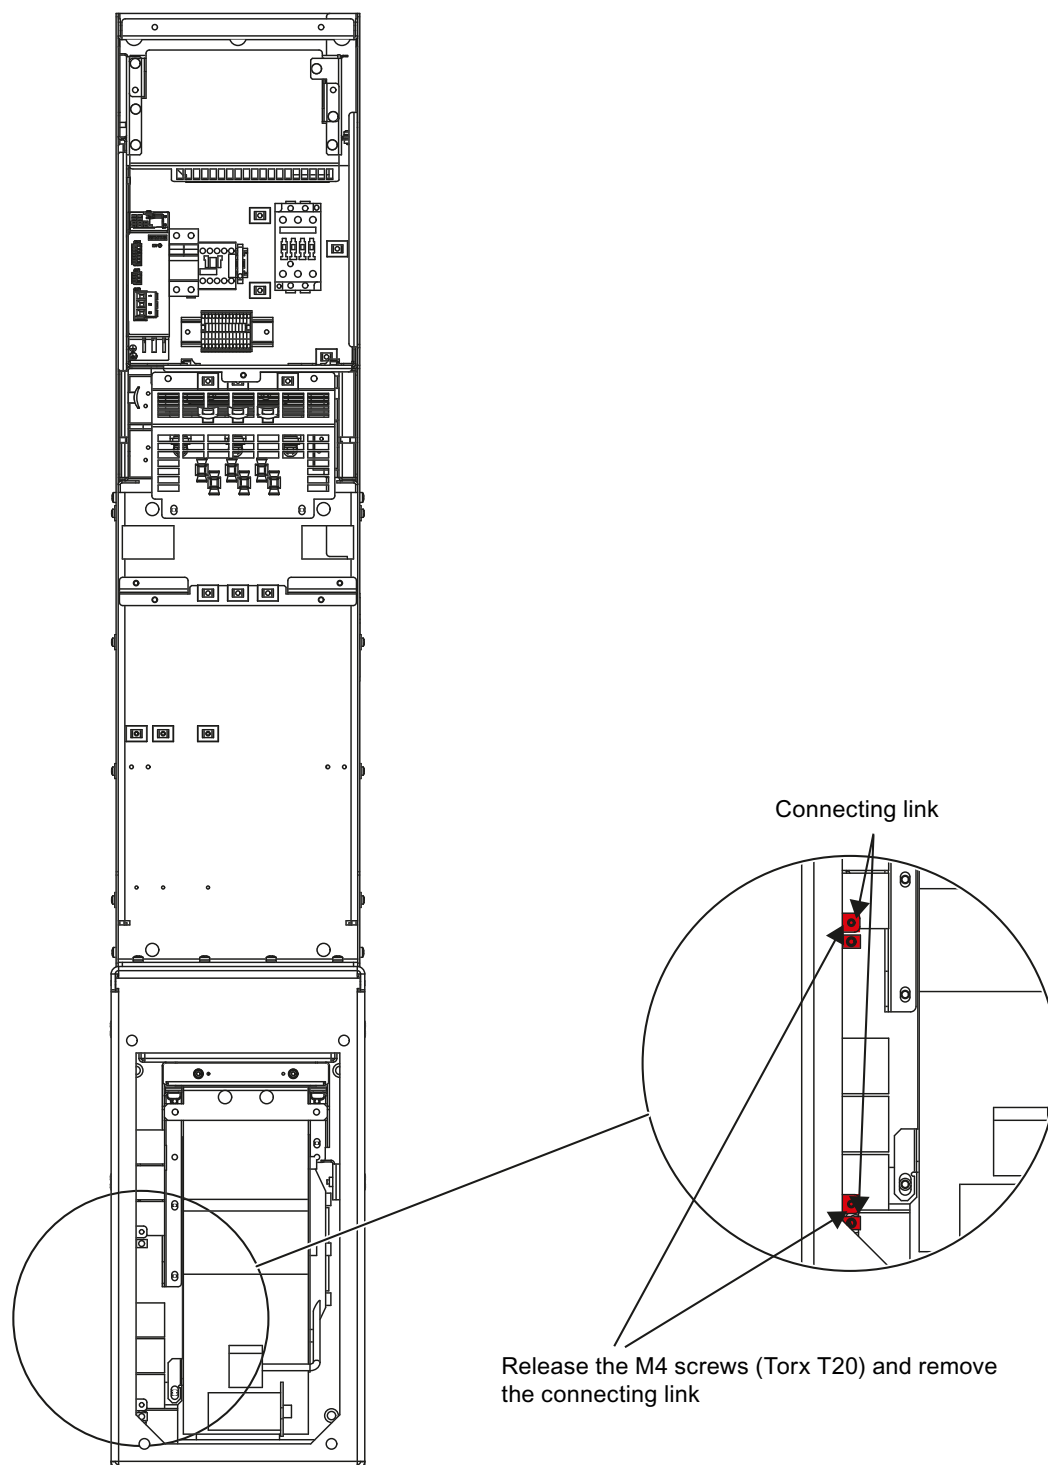 Connecting link
Release the M4 screws (Torx T20) and remove
the connecting link